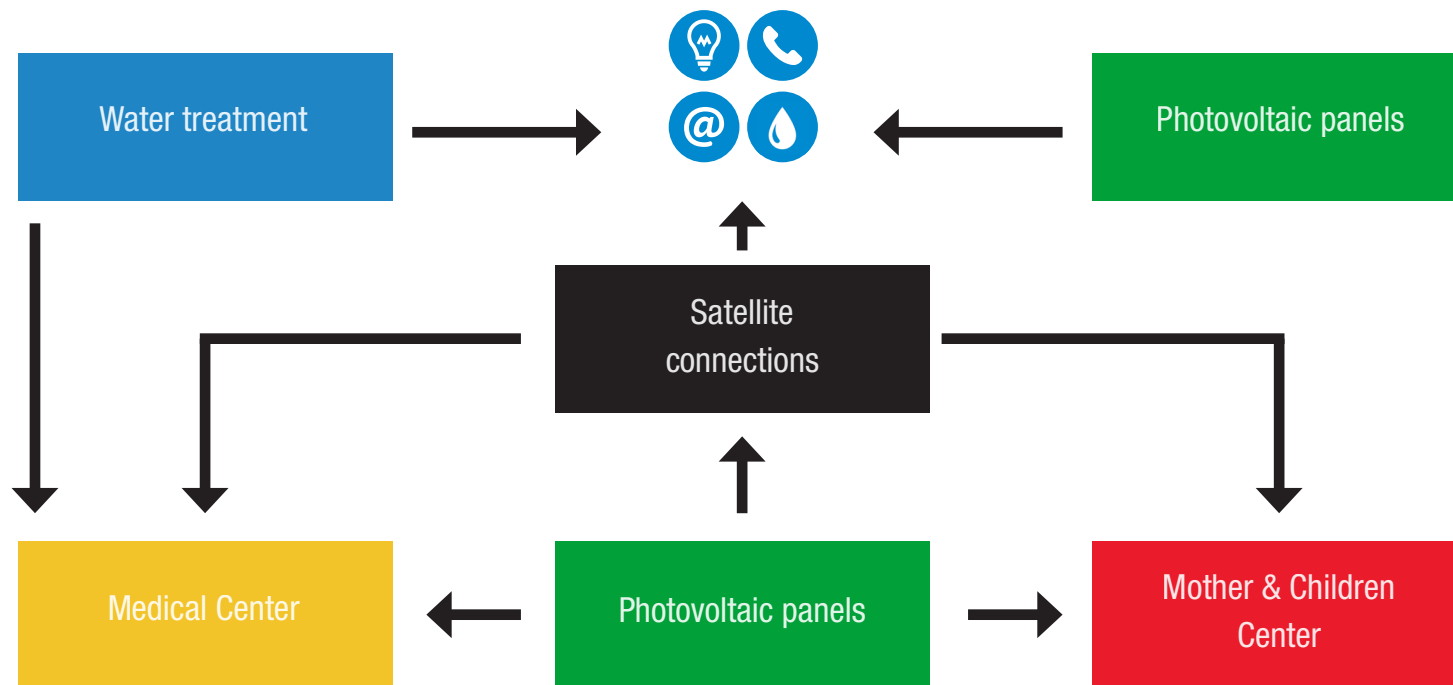 Water treatment
@
Photovoltaic panels
Satellite
connections
Medical Center
Photovoltaic panels
Mother & Children
Center